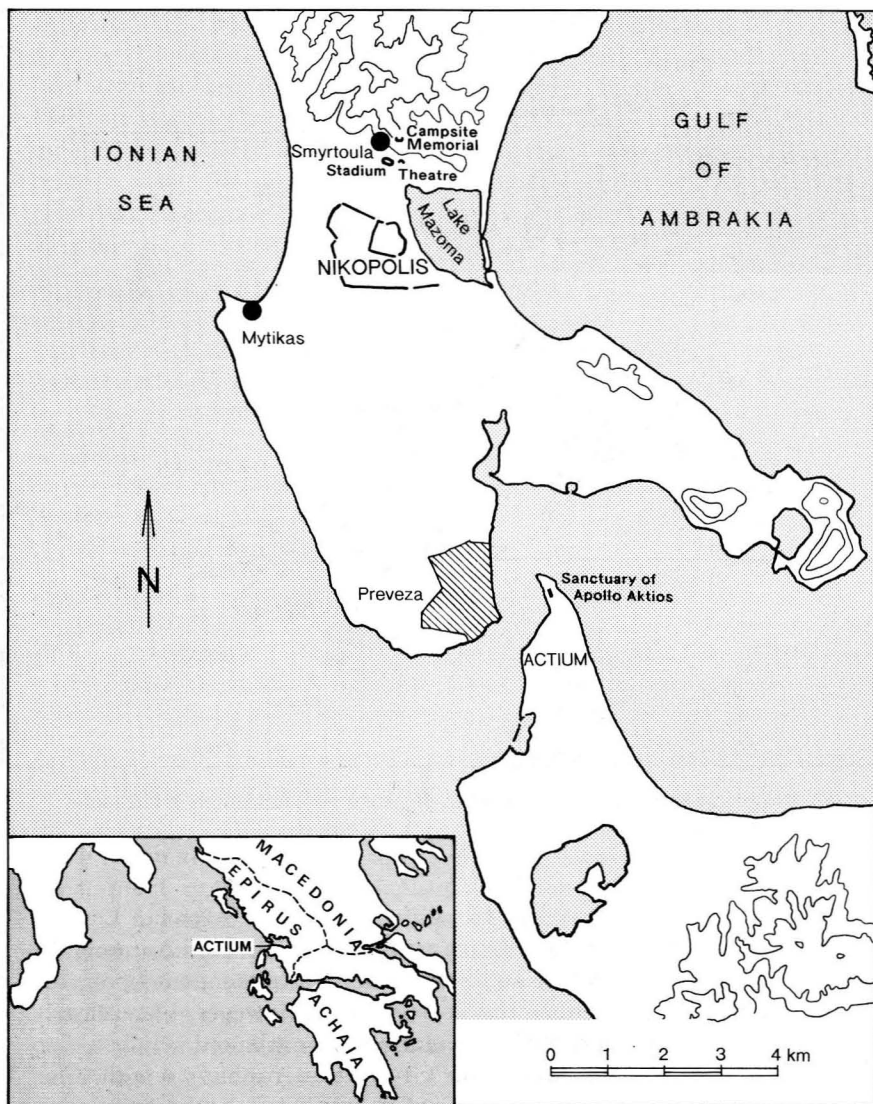 IONIAN
SEA
GULF
OF
AMBRAKIA
Campsite
Memorial
Smyrtoula
Stadium
Theatre
Lake
Mazoma
NIKOPOLIS
Mytikas
N
Preveza
Sanctuary of
Apollo Aktios
ACTIUM
MACEDONIA
EPIRUS
ACTIUM
ACHAIA
0 1 2 3 4 km